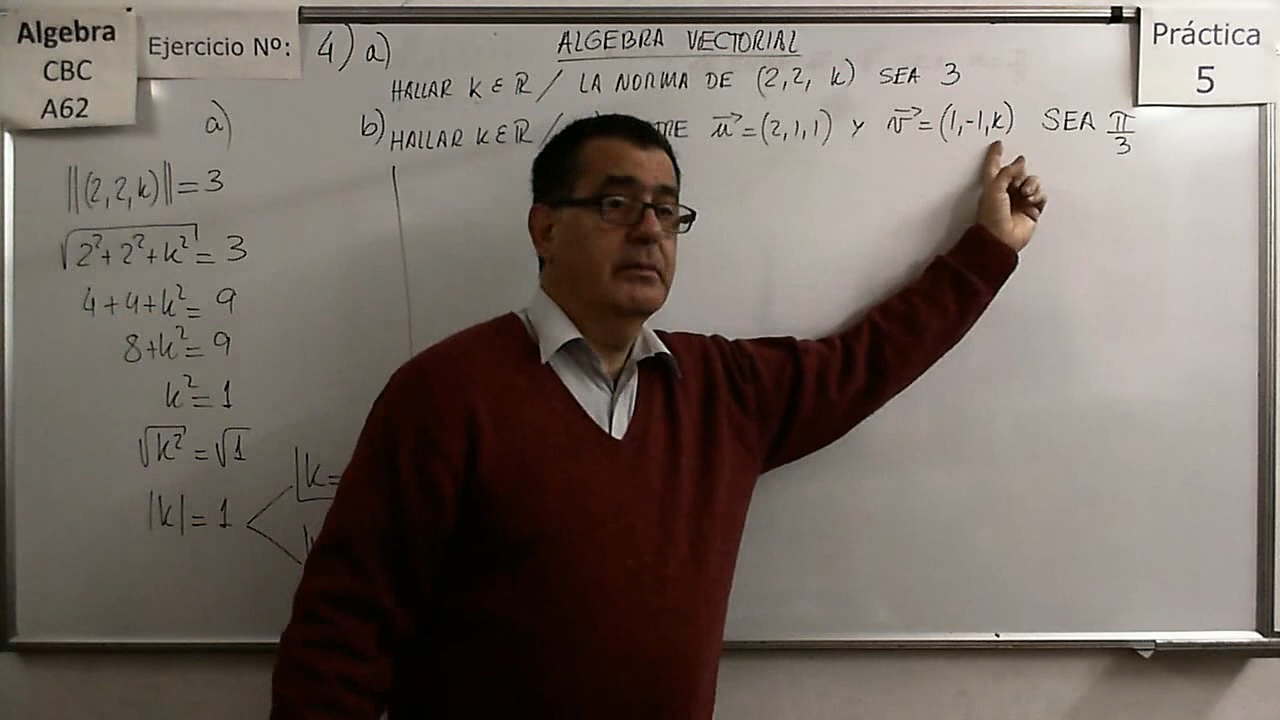 Algebra
CBC
A62
Ejercicio Nº:
4) a)
ALGEBRA VECTORIAL
Práctica
5
HALLAR K ∈ ℝ / LA NORMA DE (2,2, k) SEA 3
b) HALLAR K ∈ ℝ / u⃗ = (2,1,1) Y v⃗ = (1,-1,k) SEA π/3
a)
||(2,2,k)|| = 3
√(2²+2²+k²) = 3
4+4+k² = 9
8+k² = 9
k² = 1
√k² = √1
|k| = 1
k=